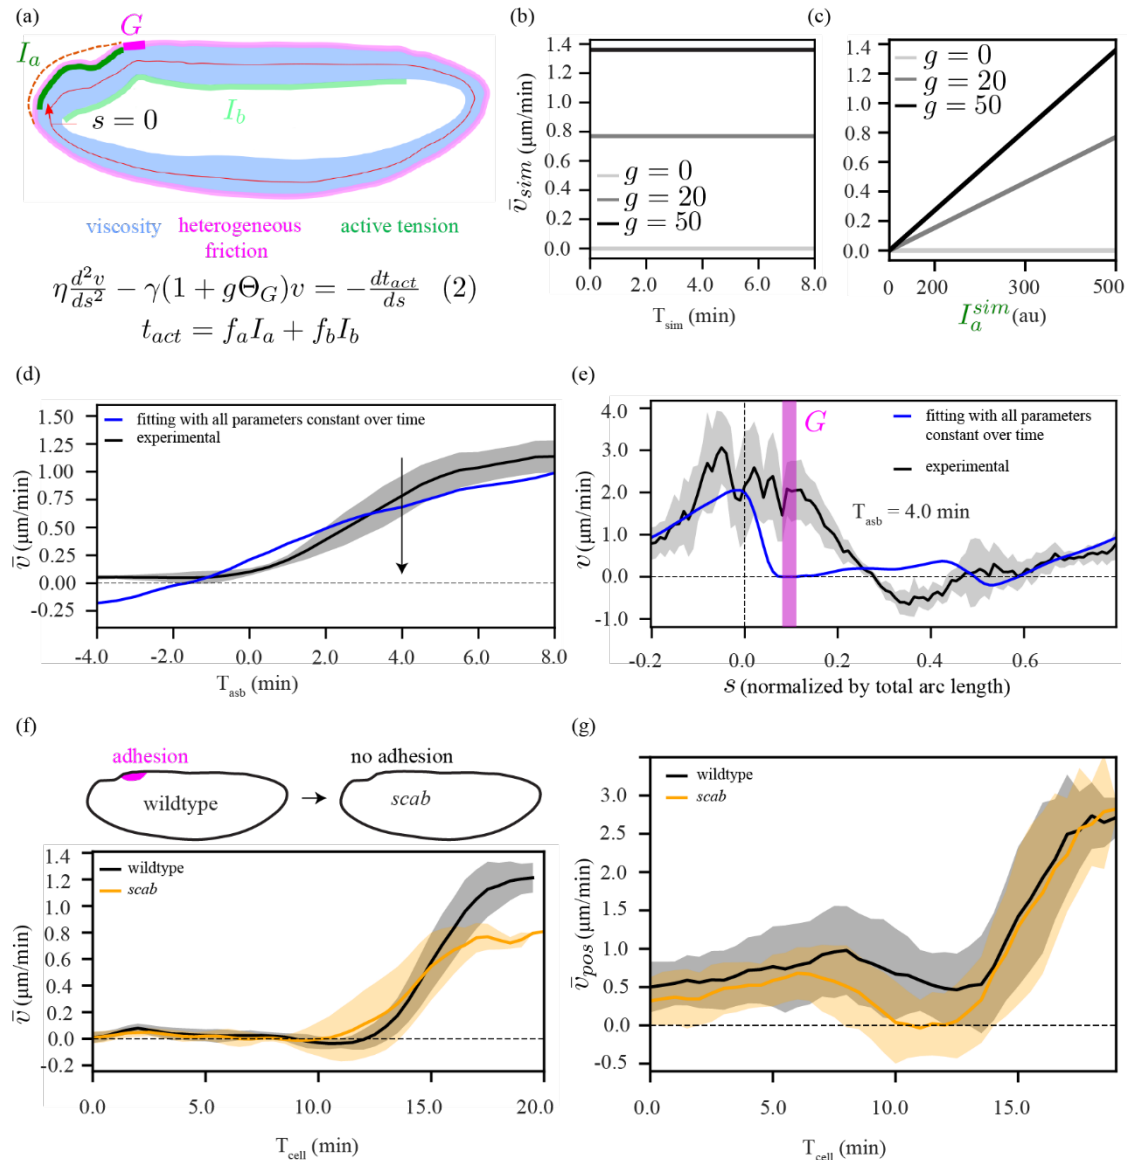 (a)
G
I_a
s = 0
I_b
viscosity
heterogeneous friction
active tension
η d²v/ds² − γ(1 + gΘ_G)v = − dt_act/ds (2)
t_act = f_a I_a + f_b I_b
(b)
1.4
1.2
1.0
0.8
0.6
0.4
0.2
0.0
v̄_sim (μm/min)
g = 0
g = 20
g = 50
0.0 2.0 4.0 6.0 8.0
T_sim (min)
(c)
1.4
1.2
1.0
0.8
0.6
0.4
0.2
0.0
g = 0
g = 20
g = 50
0 200 300 500
I_a^sim (au)
(d)
1.50
1.25
1.00
0.75
0.50
0.25
0.00
-0.25
v̄ (μm/min)
fitting with all parameters constant over time
experimental
-4.0 -2.0 0.0 2.0 4.0 6.0 8.0
T_asb (min)
(e)
4.0
3.0
2.0
1.0
0.0
-1.0
v (μm/min)
G
fitting with all parameters
constant over time
experimental
T_asb = 4.0 min
-0.2 0.0 0.2 0.4 0.6
s (normalized by total arc length)
(f)
adhesion
wildtype
no adhesion
scab
1.4
1.2
1.0
0.8
0.6
0.4
0.2
0.0
-0.2
v̄ (μm/min)
wildtype
scab
0.0 5.0 10.0 15.0 20.0
T_cell (min)
(g)
3.0
2.5
2.0
1.5
1.0
0.5
0.0
-0.5
v̄_pos (μm/min)
wildtype
scab
0.0 5.0 10.0 15.0
T_cell (min)